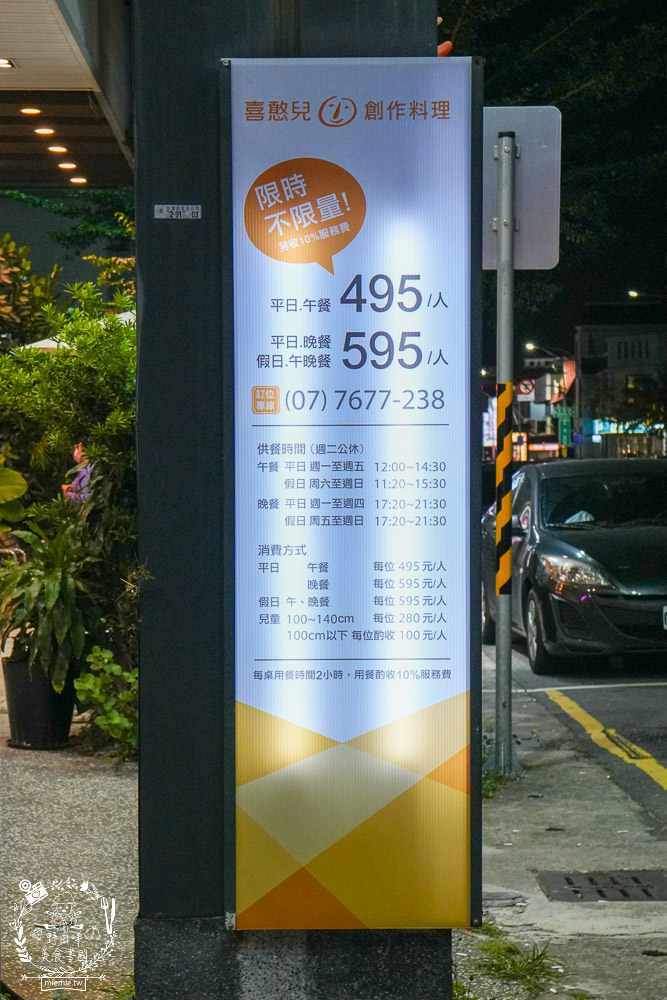 喜憨兒 創作料理
限時
不限量!
另收10%服務費
平日.午餐 495/人
平日.晚餐
假日.午晚餐 595/人
訂位
專線 (07) 7677-238
供餐時間（週二公休）
午餐 平日 週一至週五 12:00~14:30
假日 周六至週日 11:20~15:30
晚餐 平日 週一至週四 17:20~21:30
假日 周五至週日 17:20~21:30
消費方式
平日 午餐 每位 495 元/人
晚餐 每位 595 元/人
假日 午、晚餐 每位 595 元/人
兒童 100~140cm 每位 280 元/人
100cm以下 每位酌收 100 元/人
每桌用餐時間2小時，用餐酌收10%服務費
miemie.tw